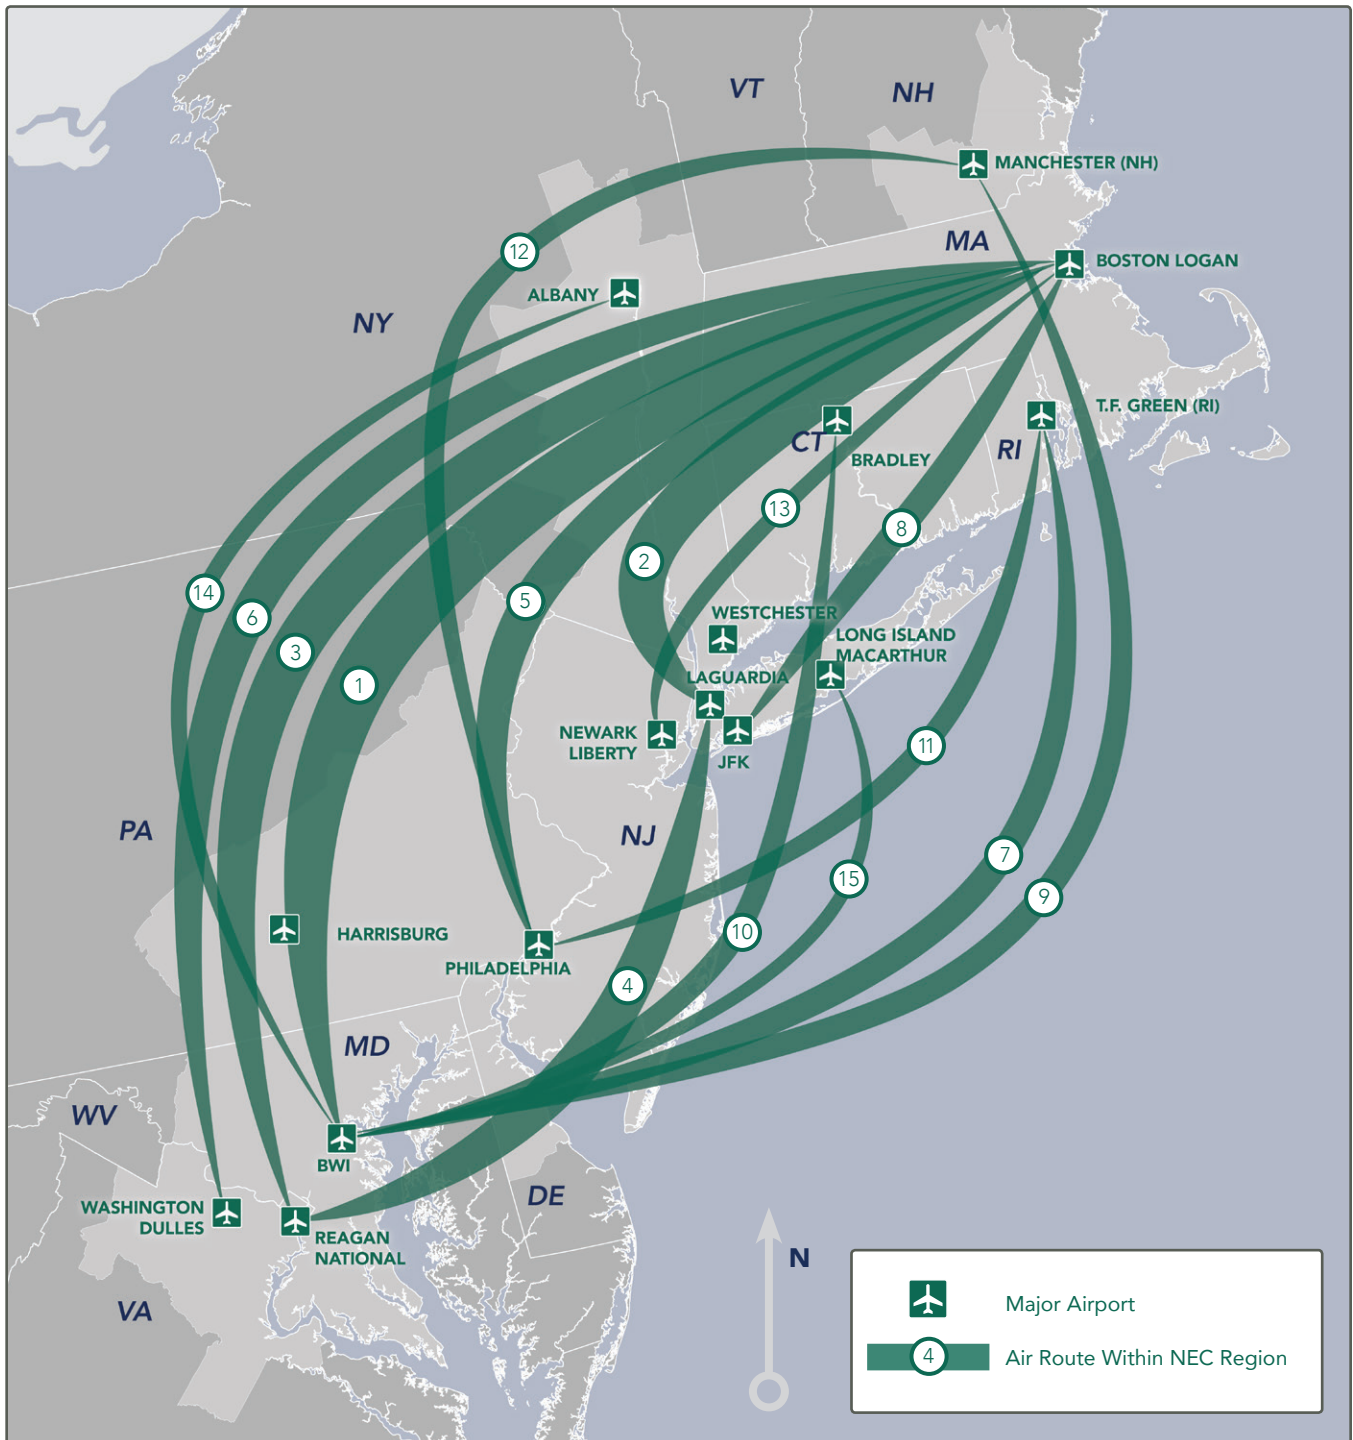 VT
NH
MANCHESTER (NH)
MA
BOSTON LOGAN
12
ALBANY
NY
T.F. GREEN (RI)
CT
RI
BRADLEY
13
8
2
14
6
5
3
1
WESTCHESTER
LONG ISLAND
MACARTHUR
LAGUARDIA
NEWARK
LIBERTY
JFK
11
PA
NJ
7
15
9
HARRISBURG
10
PHILADELPHIA
4
MD
WV
BWI
DE
WASHINGTON
DULLES
REAGAN
NATIONAL
N
VA
Major Airport
4
Air Route Within NEC Region